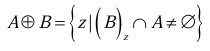 A ⊕ B = { z | ( B )_z ∩ A ≠ ∅ }